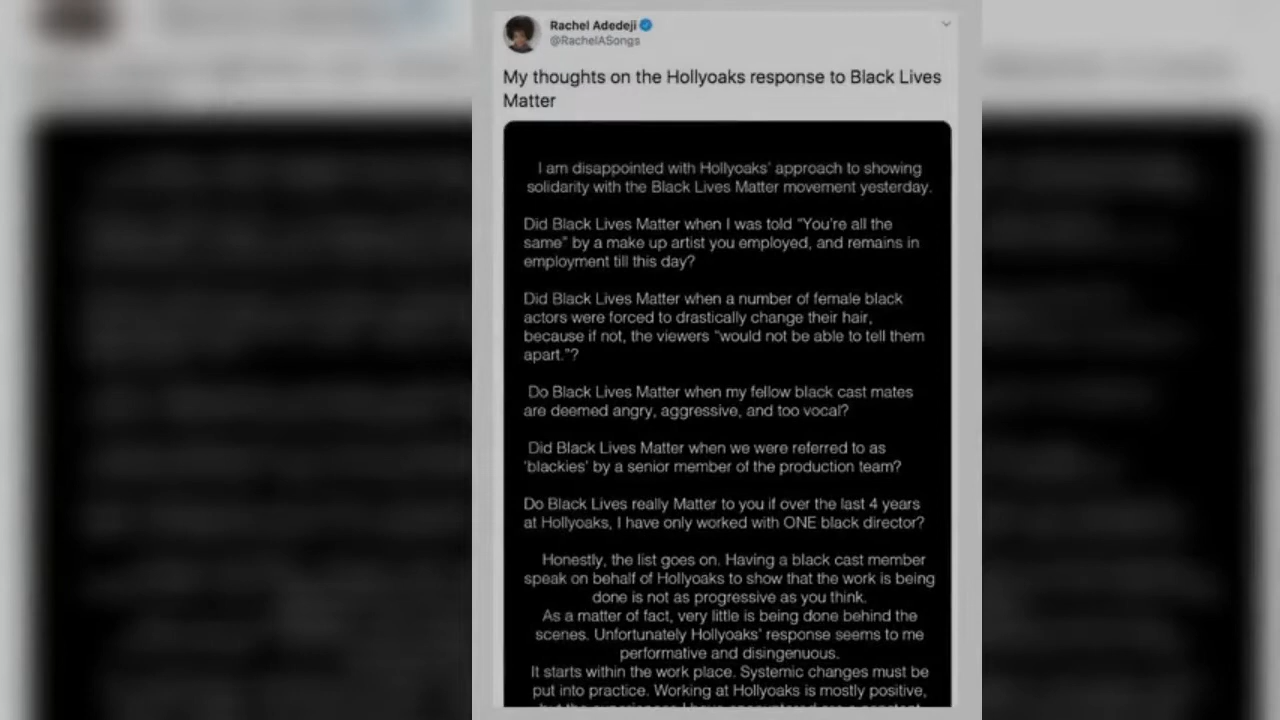 Rachel Adedeji
@RachelASongs
My thoughts on the Hollyoaks response to Black Lives
Matter
I am disappointed with Hollyoaks' approach to showing
solidarity with the Black Lives Matter movement yesterday.
Did Black Lives Matter when I was told "You're all the
same" by a make up artist you employed, and remains in
employment till this day?
Did Black Lives Matter when a number of female black
actors were forced to drastically change their hair,
because if not, the viewers "would not be able to tell them
apart."?
Do Black Lives Matter when my fellow black cast mates
are deemed angry, aggressive, and too vocal?
Did Black Lives Matter when we were referred to as
'blackies' by a senior member of the production team?
Do Black Lives really Matter to you if over the last 4 years
at Hollyoaks, I have only worked with ONE black director?
Honestly, the list goes on. Having a black cast member
speak on behalf of Hollyoaks to show that the work is being
done is not as progressive as you think.
As a matter of fact, very little is being done behind the
scenes. Unfortunately Hollyoaks' response seems to me
performative and disingenuous.
It starts within the work place. Systemic changes must be
put into practice. Working at Hollyoaks is mostly positive,